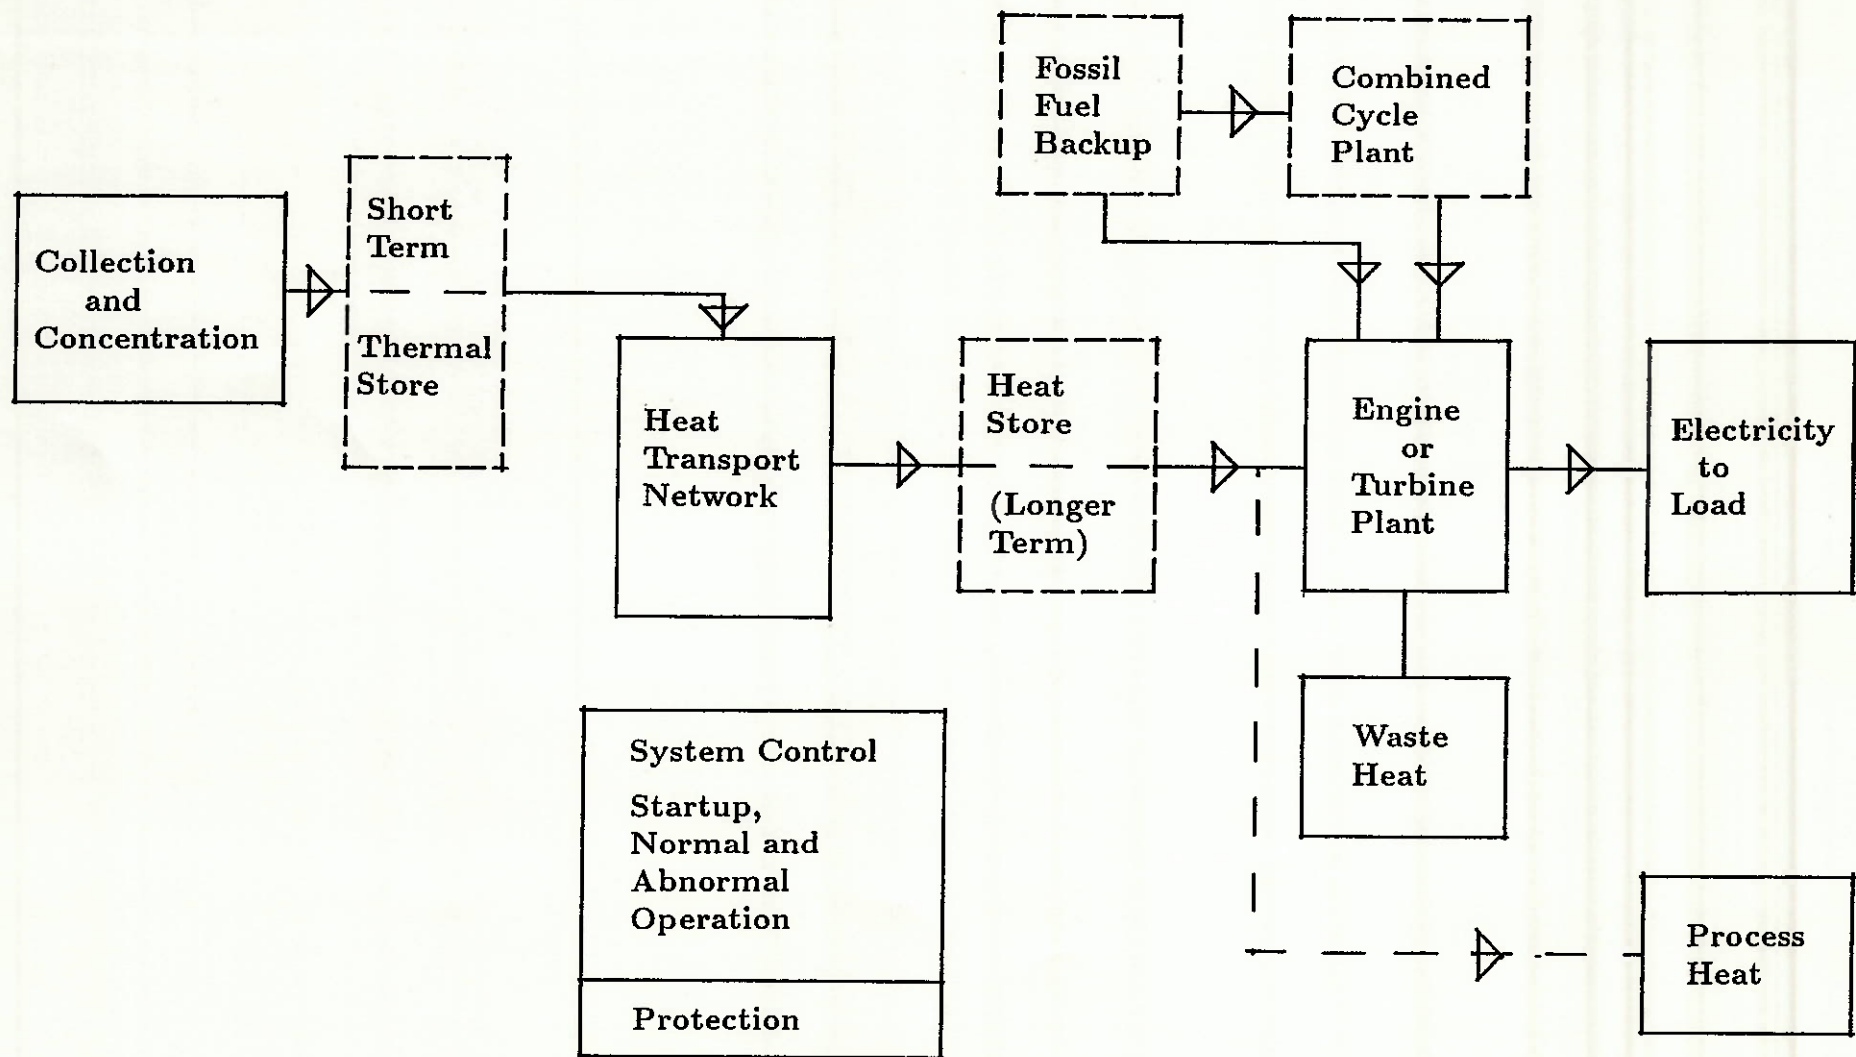 Fossil
Fuel
Backup
Combined
Cycle
Plant
Short
Term
Thermal
Store
Collection
and
Concentration
Heat
Transport
Network
Heat
Store
(Longer
Term)
Engine
or
Turbine
Plant
Electricity
to
Load
Waste
Heat
System Control
Startup,
Normal and
Abnormal
Operation
Protection
Process
Heat